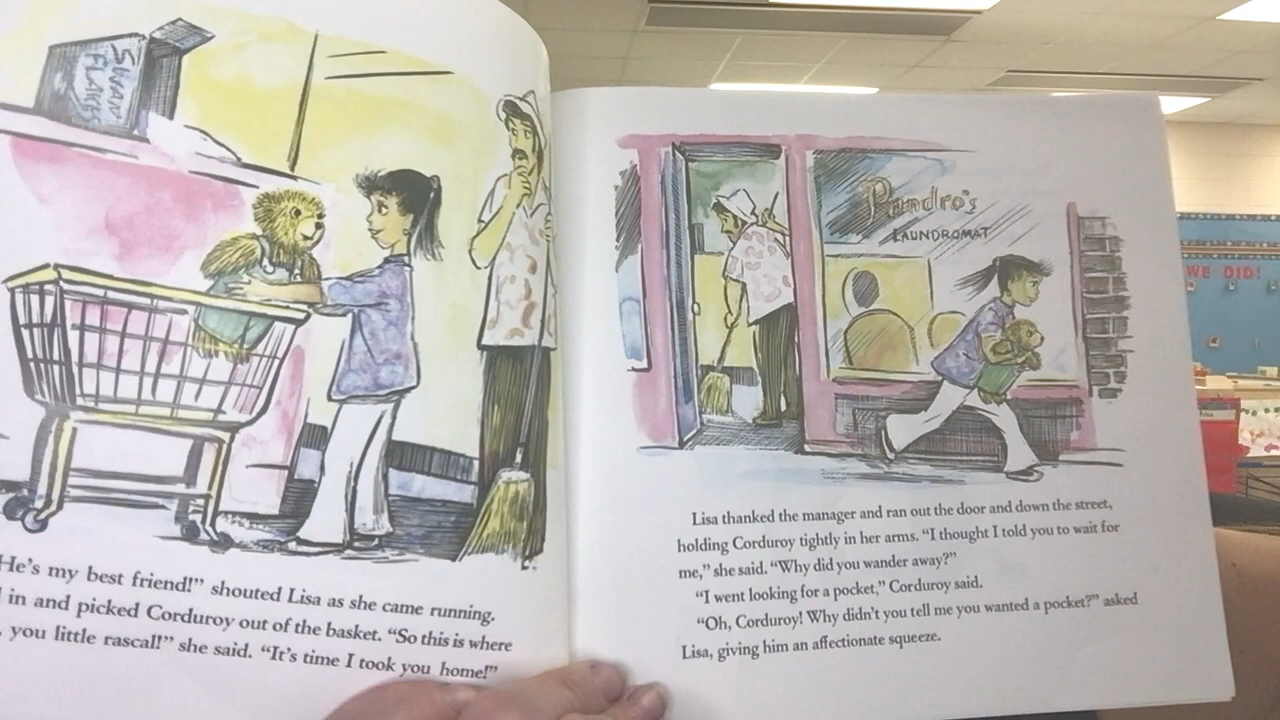 SWAN
FLAKES
He's my best friend!" shouted Lisa as she came running.
in and picked Corduroy out of the basket. "So this is where
you little rascal!" she said. "It's time I took you home!"
Pandro's
LAUNDROMAT
Lisa thanked the manager and ran out the door and down the street,
holding Corduroy tightly in her arms. "I thought I told you to wait for
me," she said. "Why did you wander away?"
"I went looking for a pocket," Corduroy said.
"Oh, Corduroy! Why didn't you tell me you wanted a pocket?" asked
Lisa, giving him an affectionate squeeze.
WE DID!